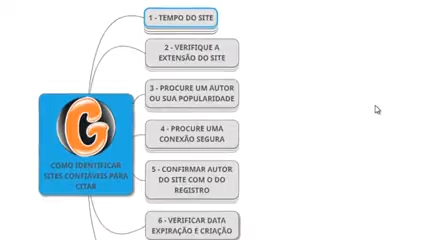 1 - TEMPO DO SITE
2 - VERIFIQUE A
EXTENSÃO DO SITE
3 - PROCURE UM AUTOR
OU SUA POPULARIDADE
4 - PROCURE UMA
CONEXÃO SEGURA
G
COMO IDENTIFICAR
SITES CONFIÁVEIS PARA
CITAR
5 - CONFIRMAR AUTOR
DO SITE COM O DO
REGISTRO
6 - VERIFICAR DATA
EXPIRAÇÃO E CRIAÇÃO